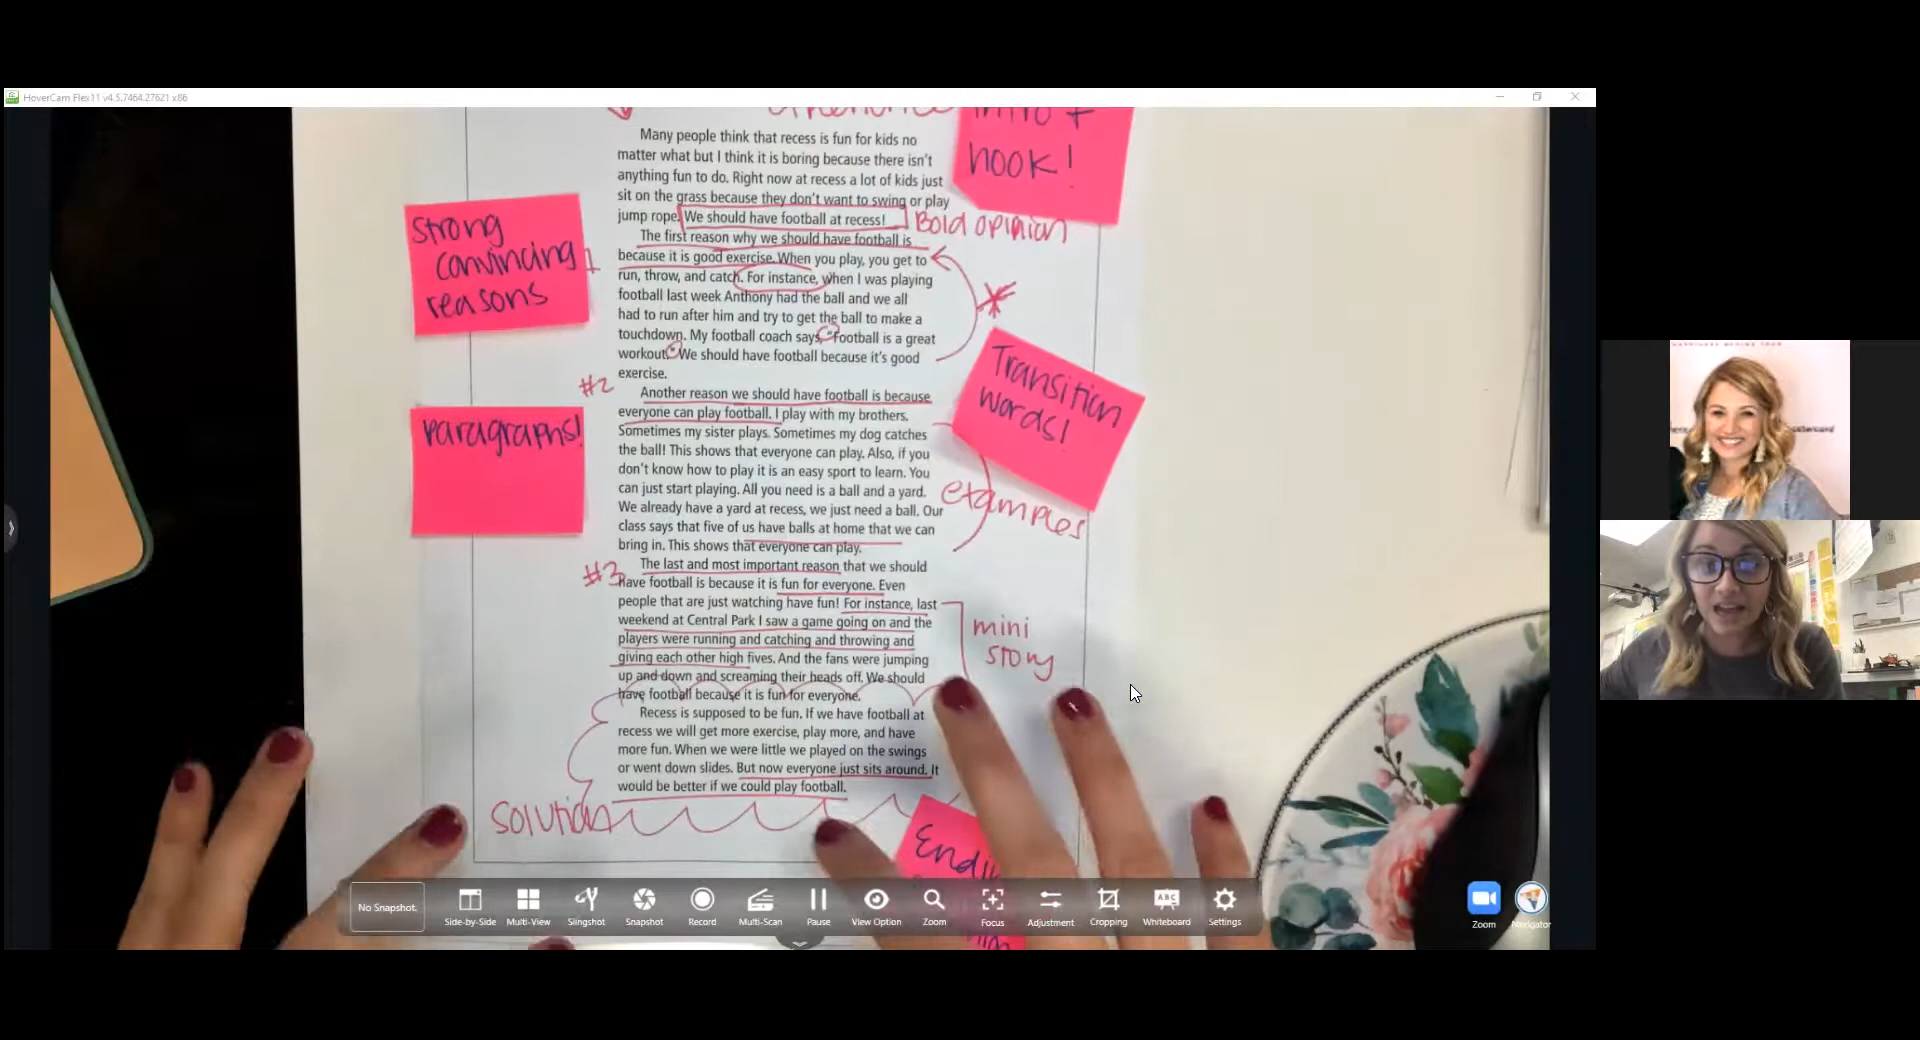 HoverCam Flex11 v4.5.7464.27621 x86
hook!
Many people think that recess is fun for kids no
matter what but I think it is boring because there isn't
anything fun to do. Right now at recess a lot of kids just
sit on the grass because they don't want to swing or play
jump rope. We should have football at recess!
Bold opinion
The first reason why we should have football is
because it is good exercise. When you play, you get to
run, throw, and catch. For instance, when I was playing
football last week Anthony had the ball and we all
had to run after him and try to get the ball to make a
touchdown. My football coach says, "Football is a great
workout." We should have football because it's good
exercise.
strong
convincing
reasons
1
Transition
words!
#2
Another reason we should have football is because
everyone can play football. I play with my brothers.
Sometimes my sister plays. Sometimes my dog catches
the ball! This shows that everyone can play. Also, if you
don't know how to play it is an easy sport to learn. You
can just start playing. All you need is a ball and a yard.
We already have a yard at recess, we just need a ball. Our
class says that five of us have balls at home that we can
bring in. This shows that everyone can play.
Paragraphs!
examples
#3
The last and most important reason that we should
have football is because it is fun for everyone. Even
people that are just watching have fun! For instance, last
weekend at Central Park I saw a game going on and the
players were running and catching and throwing and
giving each other high fives. And the fans were jumping
up and down and screaming their heads off. We should
have football because it is fun for everyone.
mini
story
Recess is supposed to be fun. If we have football at
recess we will get more exercise, play more, and have
more fun. When we were little we played on the swings
or went down slides. But now everyone just sits around. It
would be better if we could play football.
solution
No Snapshot.
Side-by-Side
Multi-View
Slingshot
Snapshot
Record
Multi-Scan
Pause
View Option
Zoom
Focus
Adjustment
Cropping
ABC
Whiteboard
Settings
Zoom
Navigator